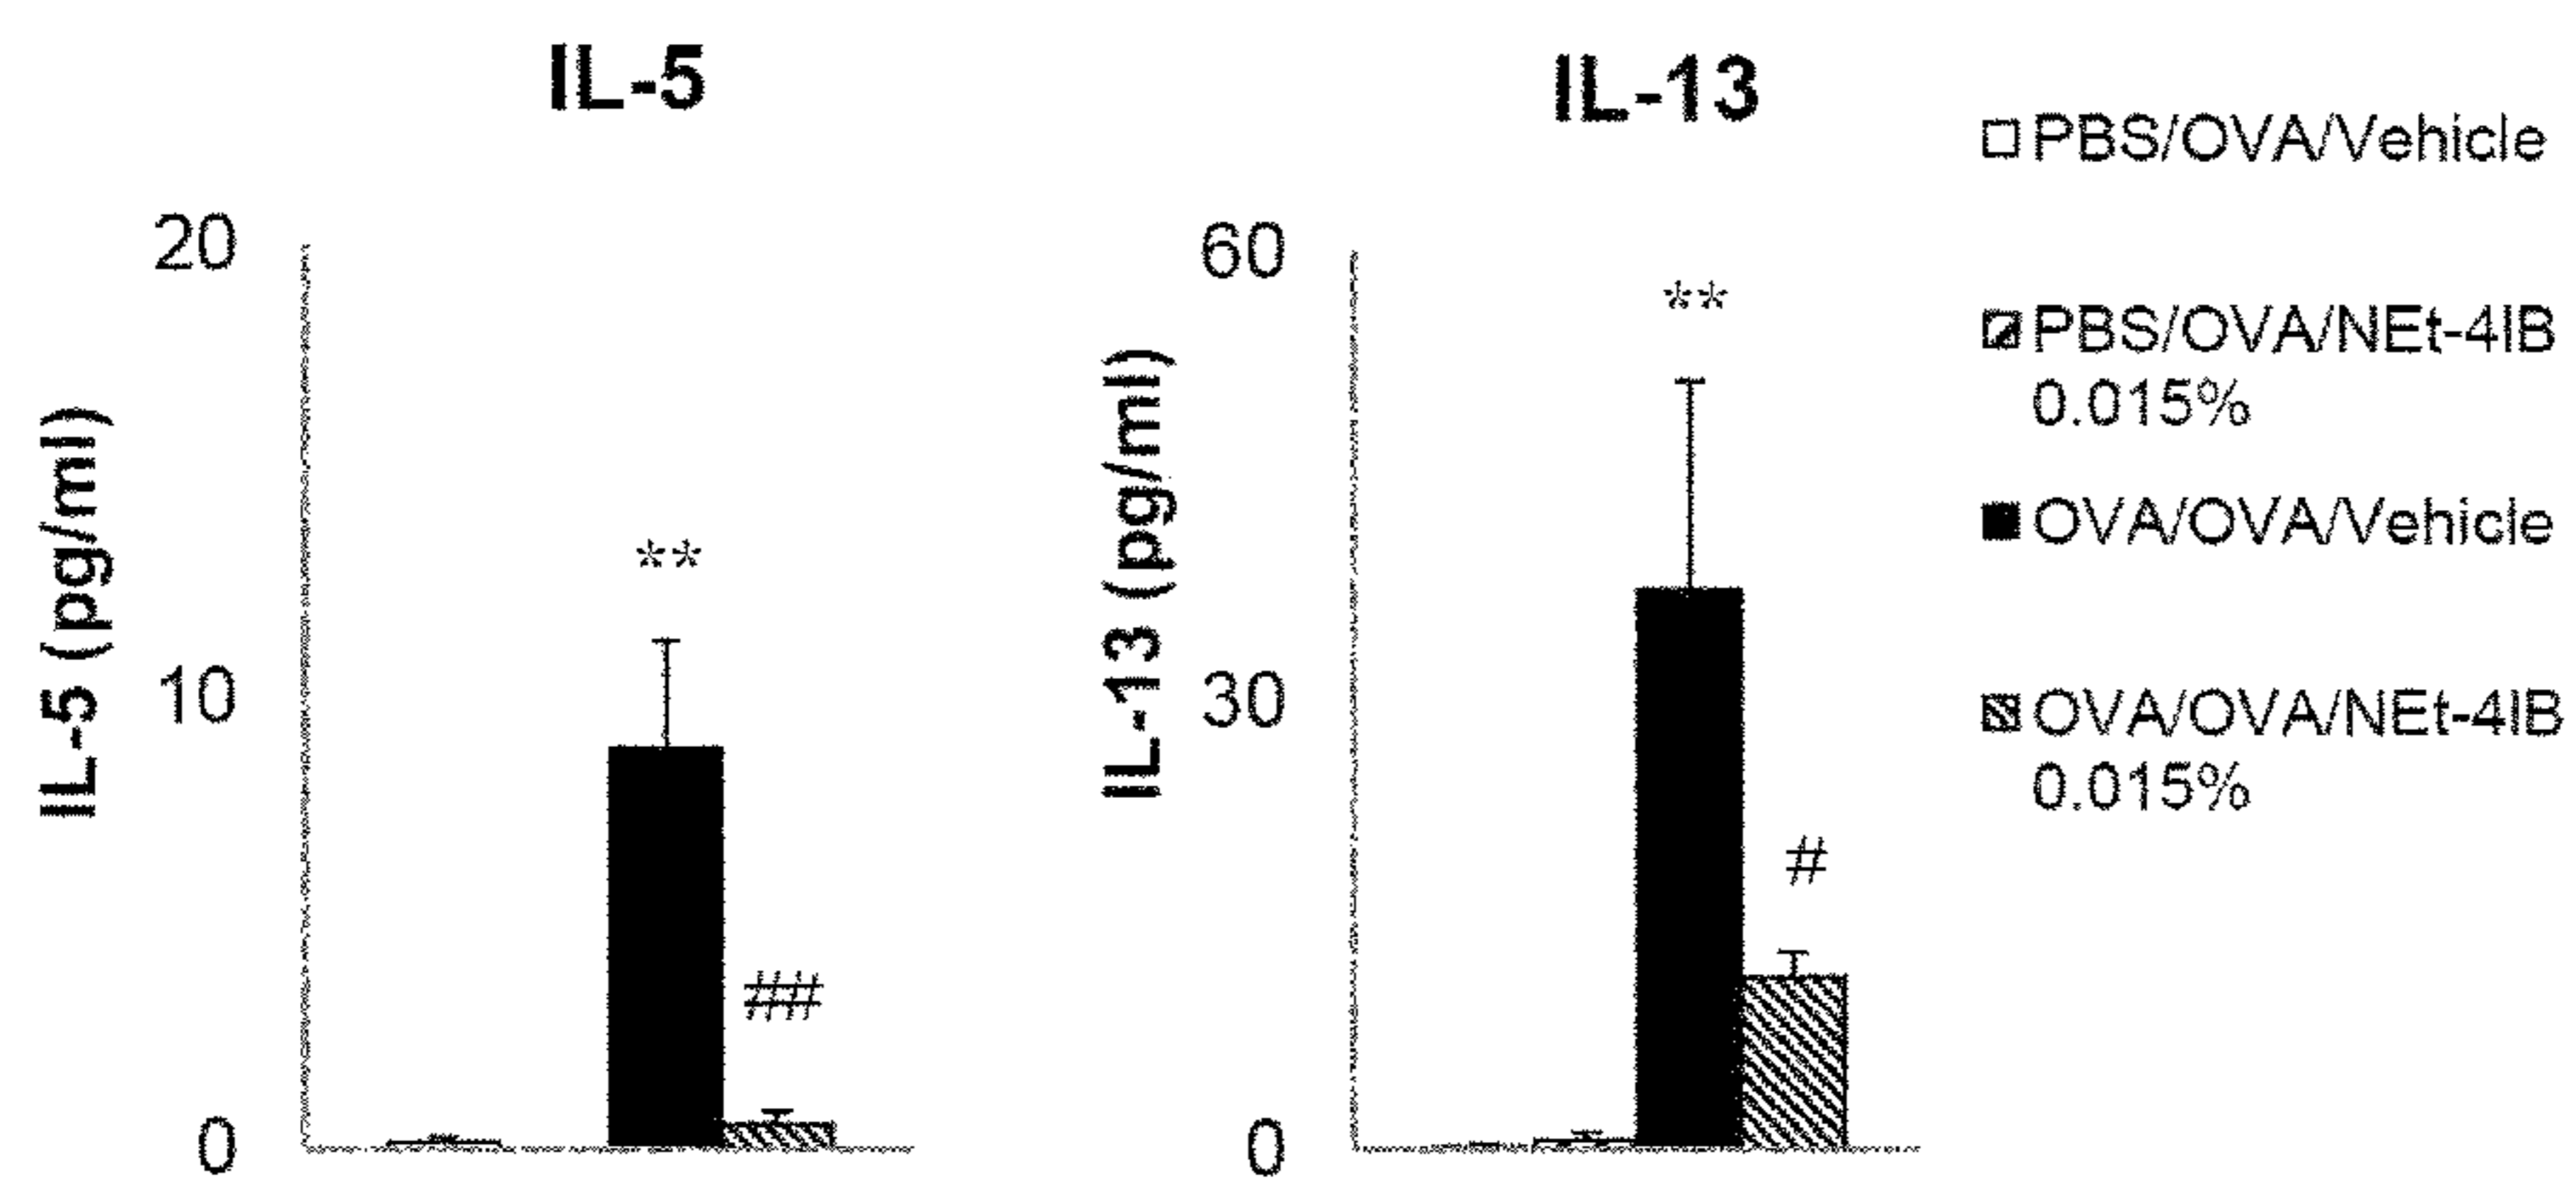 IL-5
IL-13
20
10
0
IL-5 (pg/ml)
**
##
60
30
0
IL-13 (pg/ml)
**
#
PBS/OVA/Vehicle
PBS/OVA/NEt-4IB
0.015%
OVA/OVA/Vehicle
OVA/OVA/NEt-4IB
0.015%